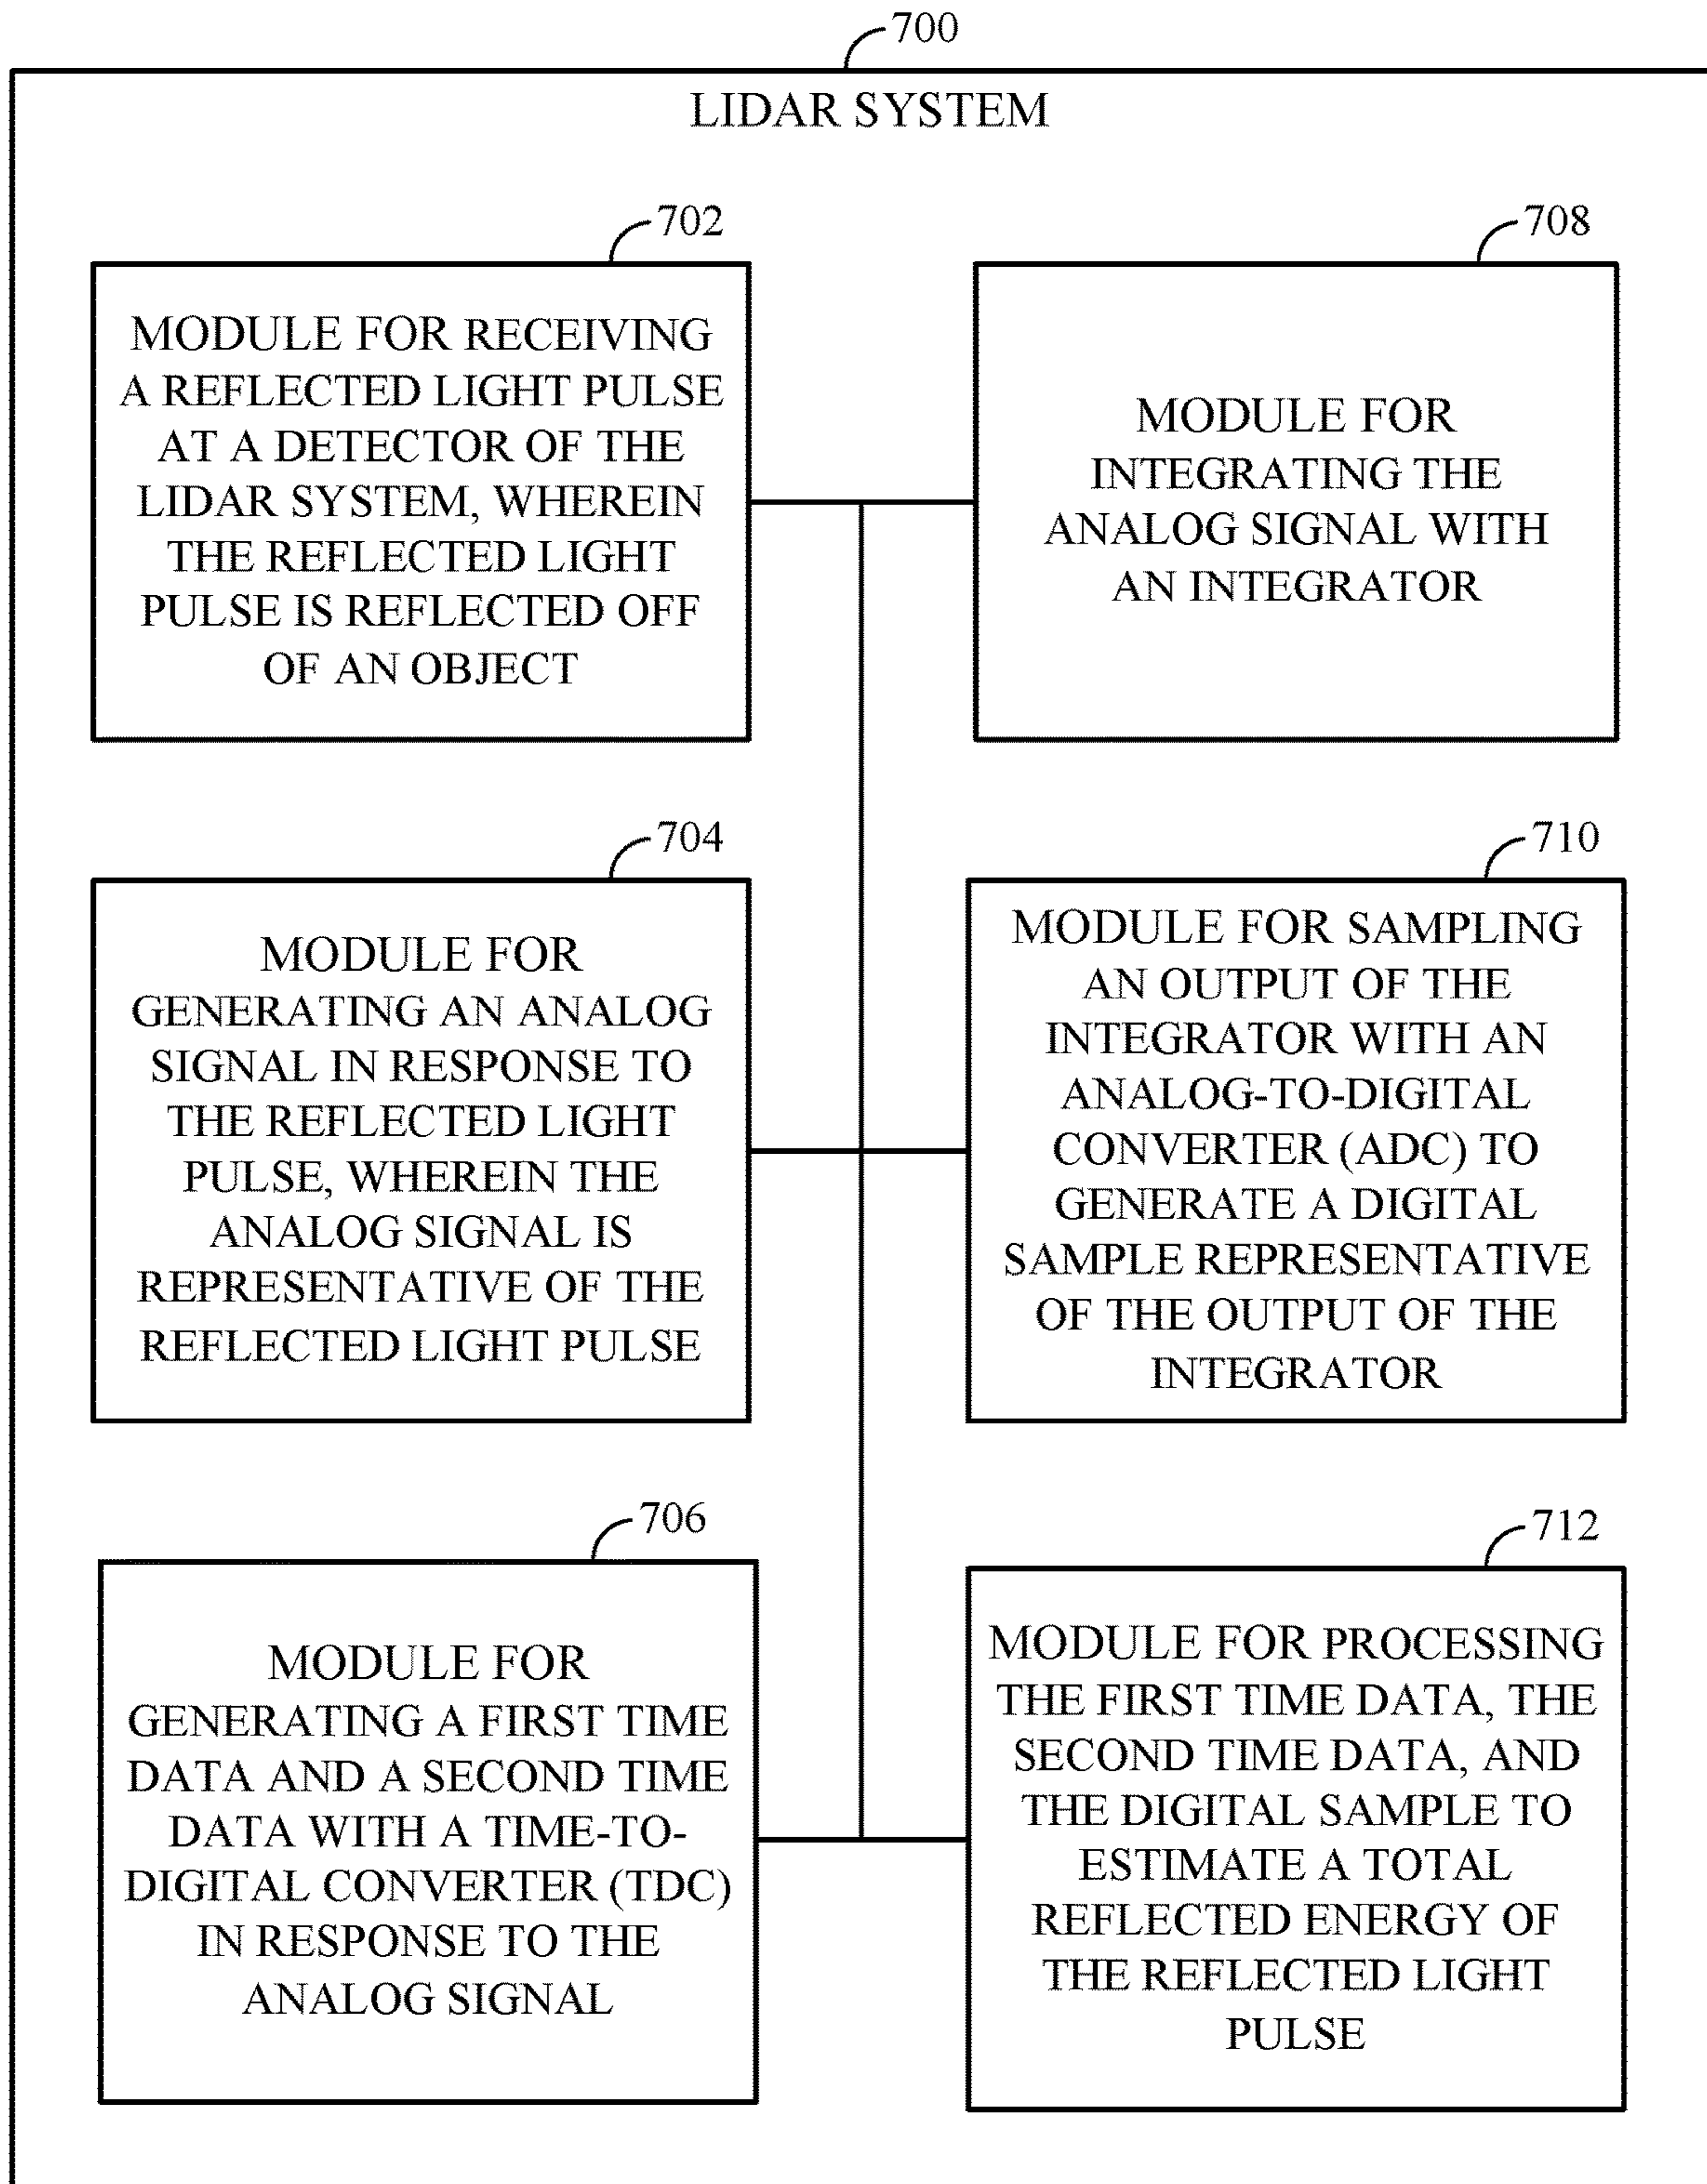 700
LIDAR SYSTEM
702
MODULE FOR RECEIVING
A REFLECTED LIGHT PULSE
AT A DETECTOR OF THE
LIDAR SYSTEM, WHEREIN
THE REFLECTED LIGHT
PULSE IS REFLECTED OFF
OF AN OBJECT
708
MODULE FOR
INTEGRATING THE
ANALOG SIGNAL WITH
AN INTEGRATOR
704
MODULE FOR
GENERATING AN ANALOG
SIGNAL IN RESPONSE TO
THE REFLECTED LIGHT
PULSE, WHEREIN THE
ANALOG SIGNAL IS
REPRESENTATIVE OF THE
REFLECTED LIGHT PULSE
710
MODULE FOR SAMPLING
AN OUTPUT OF THE
INTEGRATOR WITH AN
ANALOG-TO-DIGITAL
CONVERTER (ADC) TO
GENERATE A DIGITAL
SAMPLE REPRESENTATIVE
OF THE OUTPUT OF THE
INTEGRATOR
706
MODULE FOR
GENERATING A FIRST TIME
DATA AND A SECOND TIME
DATA WITH A TIME-TO-
DIGITAL CONVERTER (TDC)
IN RESPONSE TO THE
ANALOG SIGNAL
712
MODULE FOR PROCESSING
THE FIRST TIME DATA, THE
SECOND TIME DATA, AND
THE DIGITAL SAMPLE TO
ESTIMATE A TOTAL
REFLECTED ENERGY OF
THE REFLECTED LIGHT
PULSE